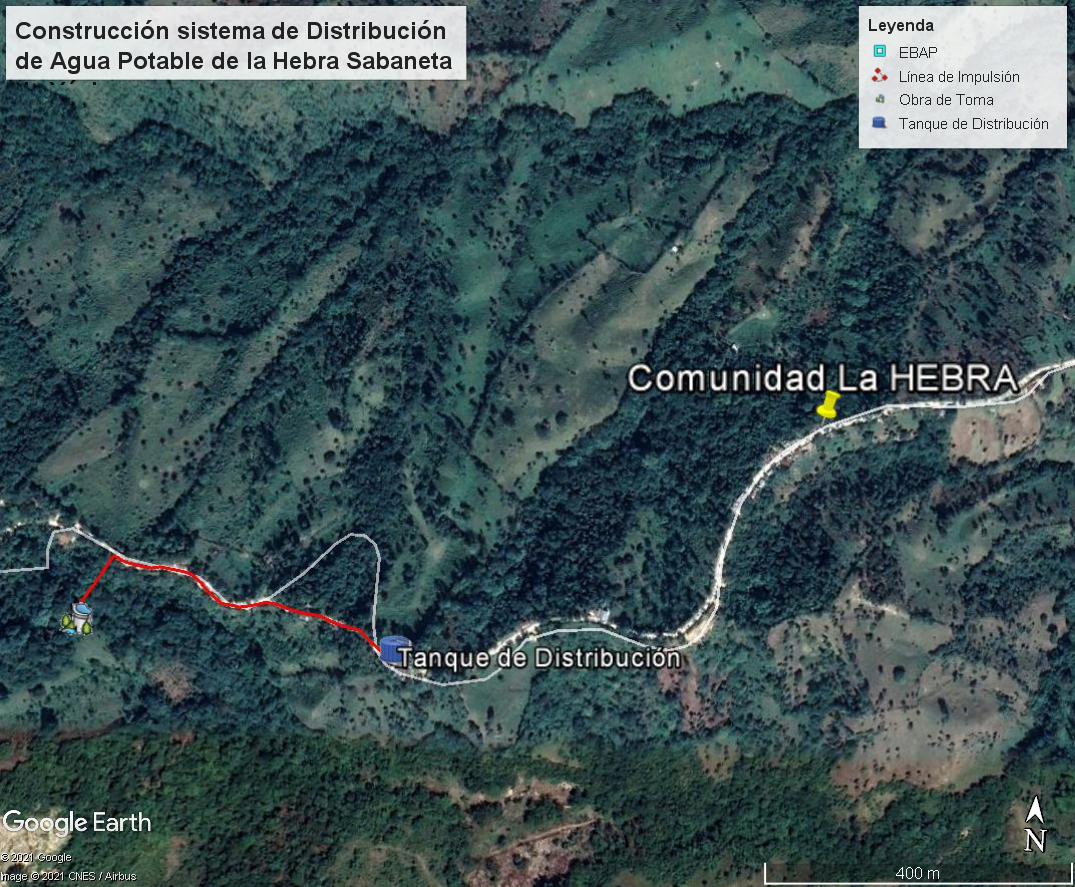 Construcción sistema de Distribución
de Agua Potable de la Hebra Sabaneta
Leyenda
EBAP
Línea de Impulsión
Obra de Toma
Tanque de Distribución
Comunidad La HEBRA
Tanque de Distribución
Google Earth
© 2021 Google
mage © 2021 CNES / Airbus
N
400 m